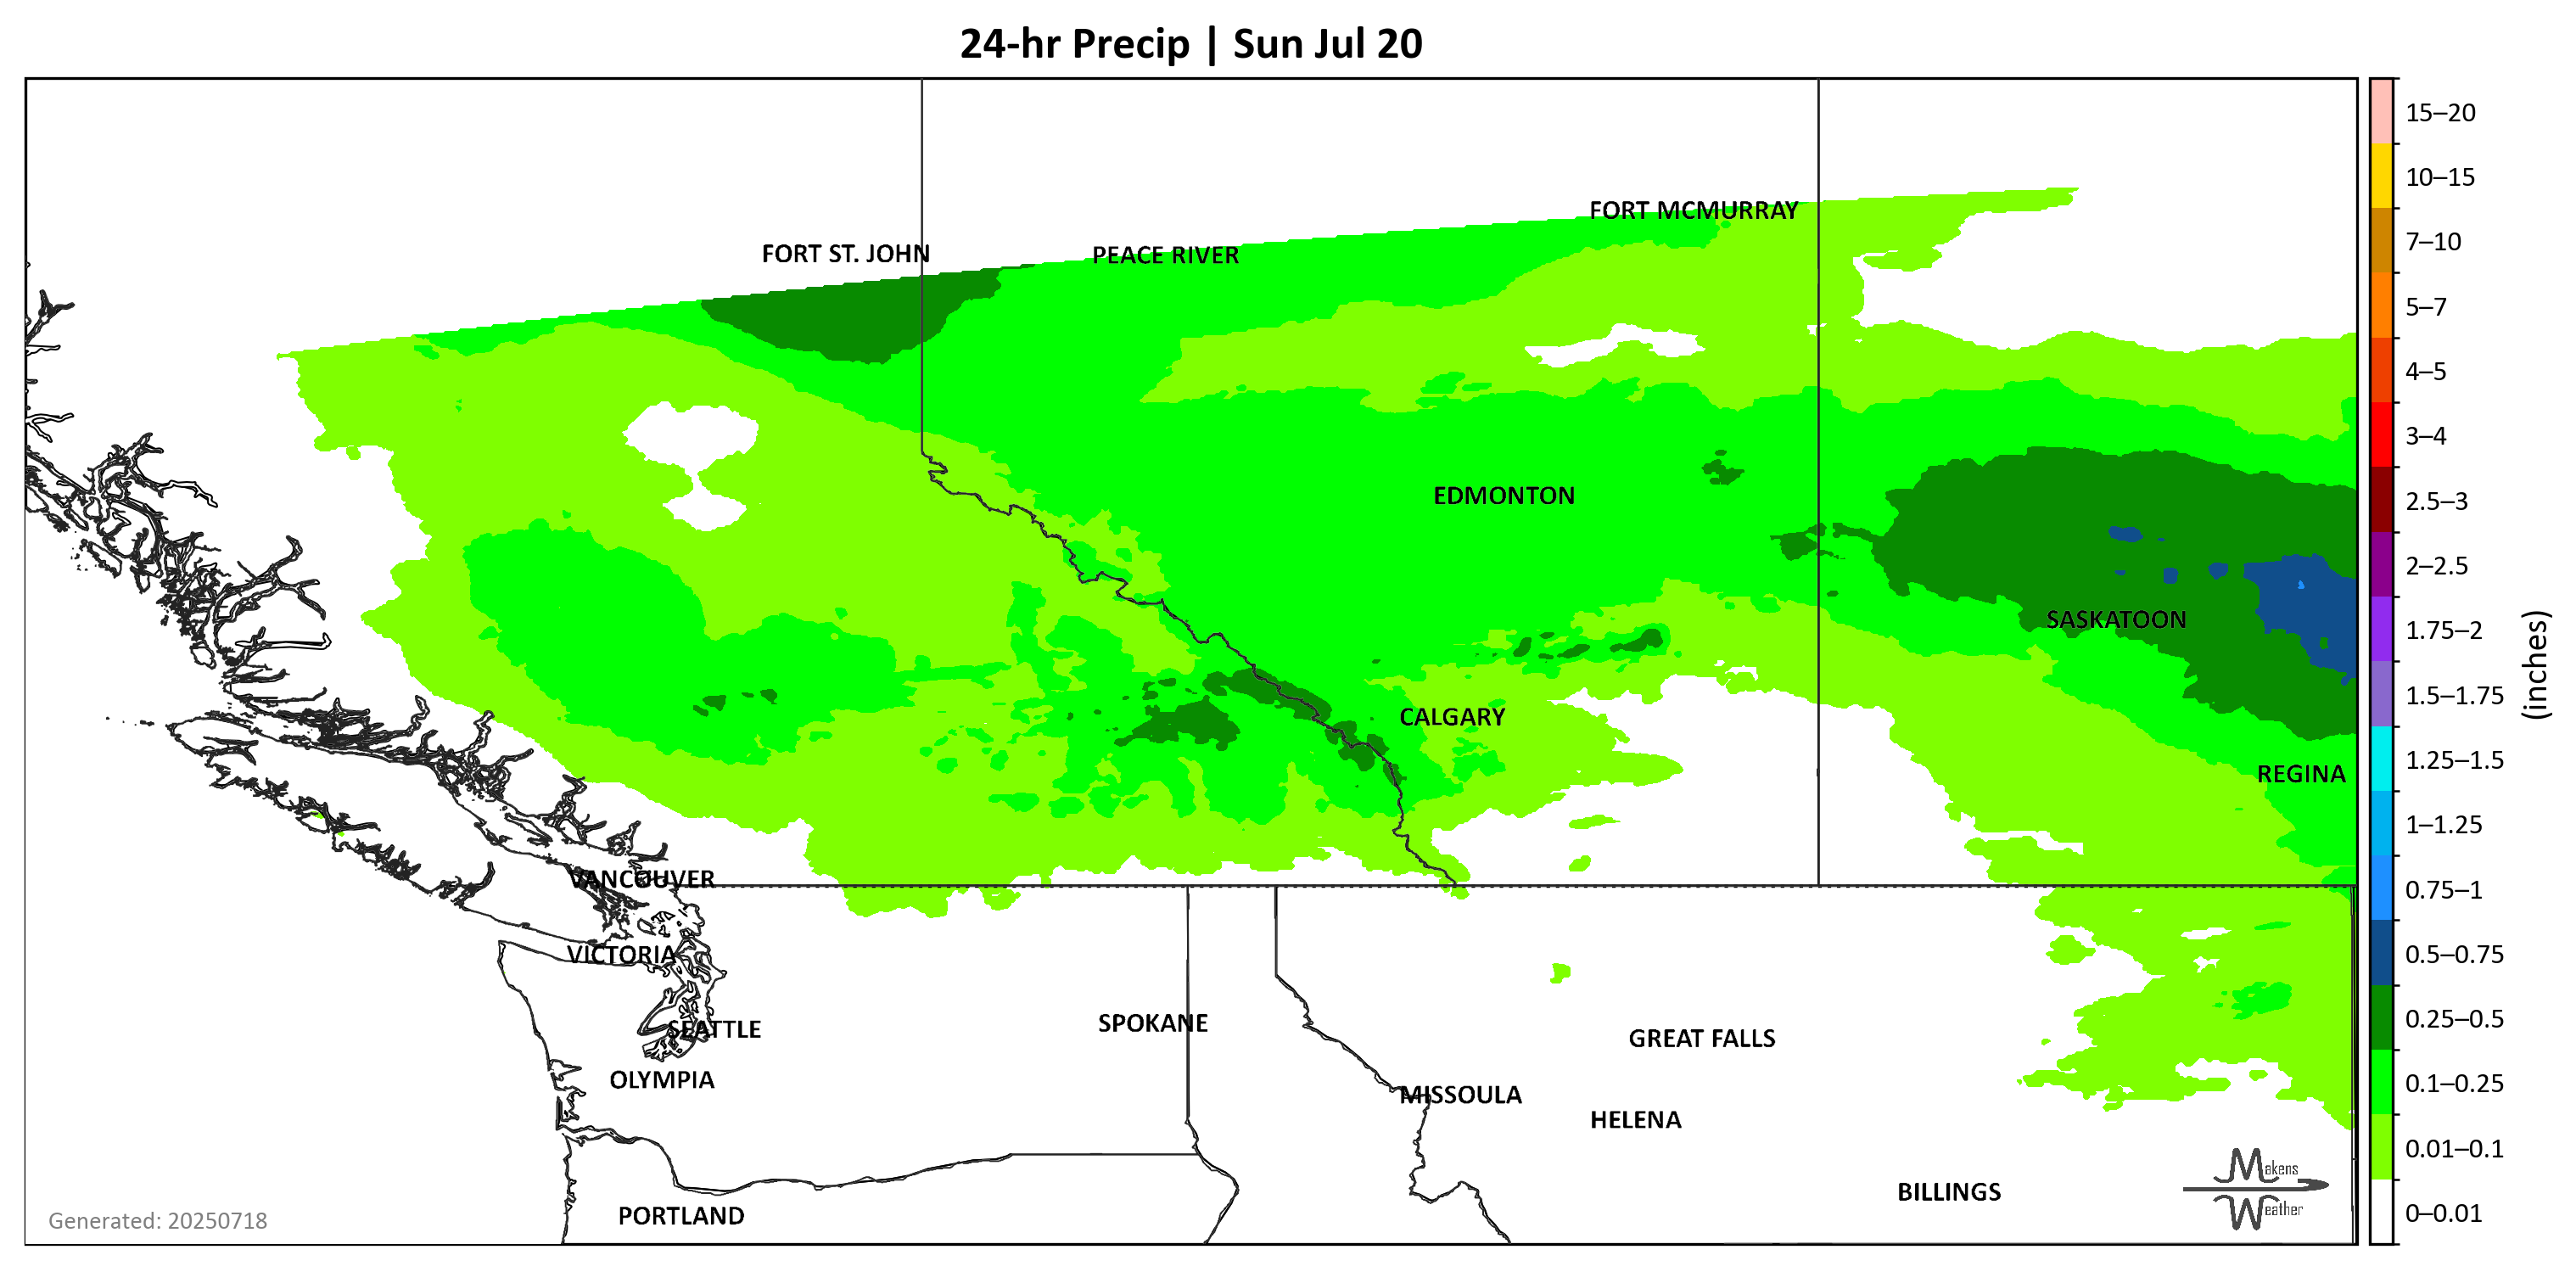 24-hr Precip | Sun Jul 20
FORT MCMURRAY
FORT ST. JOHN
PEACE RIVER
EDMONTON
SASKATOON
CALGARY
REGINA
VANCOUVER
VICTORIA
SPOKANE
SEATTLE
GREAT FALLS
OLYMPIA
MISSOULA
HELENA
BILLINGS
PORTLAND
Generated: 20250718
Makens
Weather
15–20
10–15
7–10
5–7
4–5
3–4
2.5–3
2–2.5
1.75–2
1.5–1.75
1.25–1.5
1–1.25
0.75–1
0.5–0.75
0.25–0.5
0.1–0.25
0.01–0.1
0–0.01
(inches)